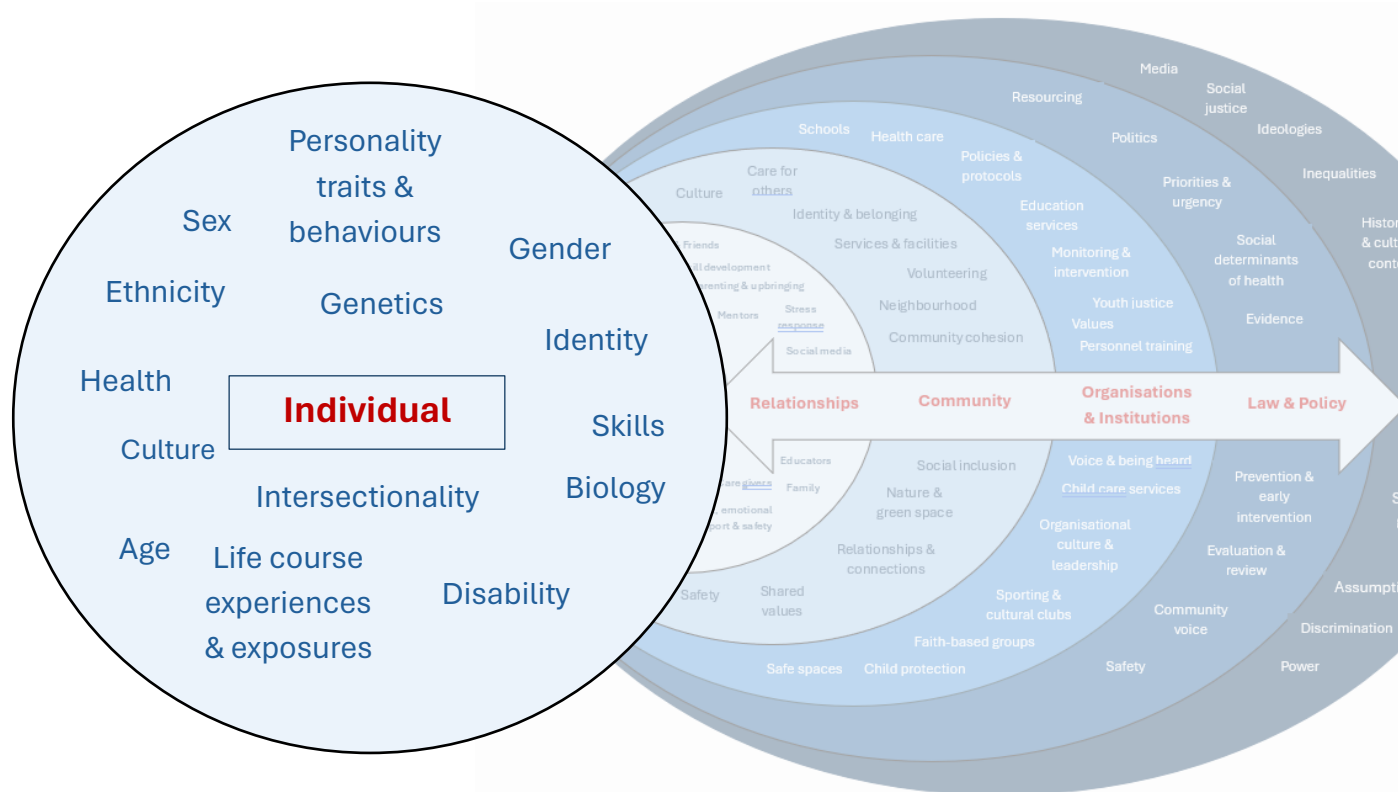 Personality
traits &
behaviours
Sex
Gender
Ethnicity
Genetics
Identity
Health
Individual
Skills
Culture
Biology
Intersectionality
Age
Life course
experiences
& exposures
Disability
Friends
development
& upbringing
Mentors
Stress
response
Social media
Relationships
Educators
Family
emotional
& safety
Culture
Care for
others
Identity & belonging
Services & facilities
Volunteering
Neighbourhood
Community cohesion
Community
Social inclusion
Nature &
green space
Relationships &
connections
Safety
Shared
values
Schools
Health care
Policies &
protocols
Education
services
Monitoring &
intervention
Youth justice
Values
Personnel training
Organisations
& Institutions
Voice & being heard
Child care services
Organisational
culture &
leadership
Sporting &
cultural clubs
Faith-based groups
Safe spaces
Child protection
Resourcing
Politics
Priorities &
urgency
Social
determinants
of health
Evidence
Law & Policy
Prevention &
early
intervention
Evaluation &
review
Community
voice
Safety
Media
Social
justice
Ideologies
Inequalities
Discrimination
Power